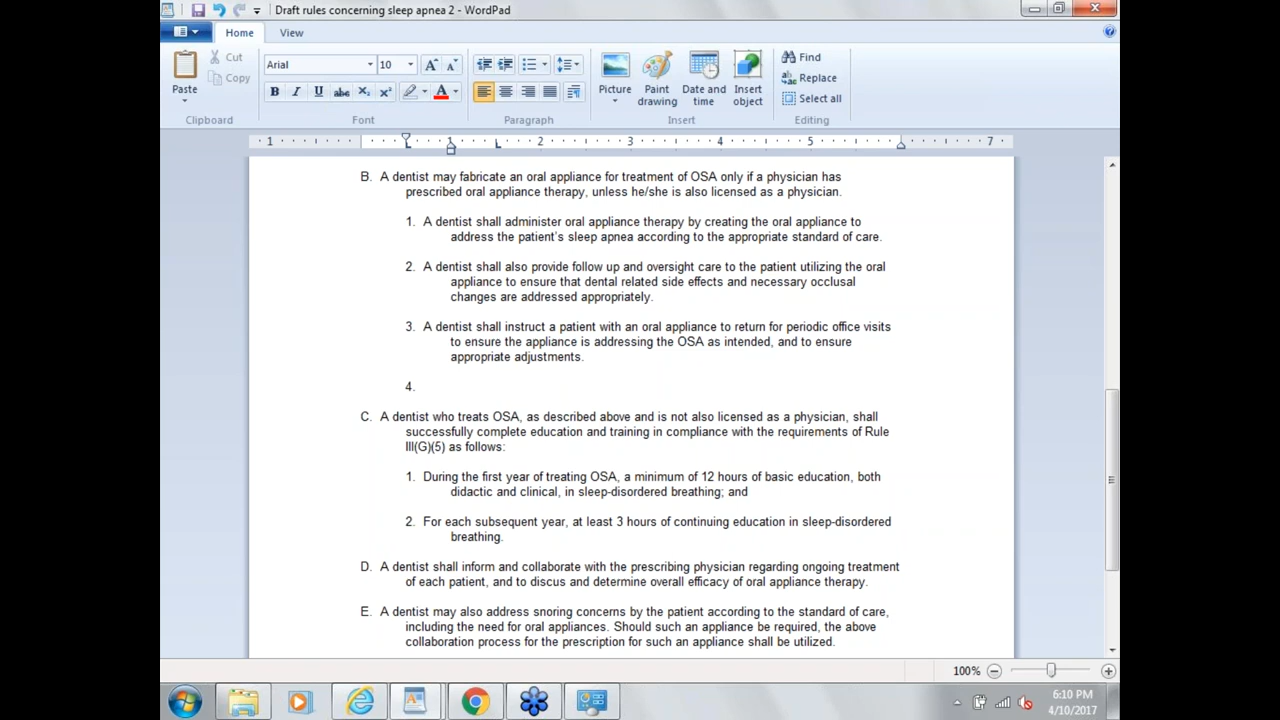 Draft rules concerning sleep apnea 2 - WordPad
Home
View
Paste
Cut
Copy
Clipboard
Arial
10
Font
Paragraph
Picture
Paint drawing
Date and time
Insert object
Insert
Find
Replace
Select all
Editing
1 1 2 3 4 5 7
B. A dentist may fabricate an oral appliance for treatment of OSA only if a physician has
prescribed oral appliance therapy, unless he/she is also licensed as a physician.
1. A dentist shall administer oral appliance therapy by creating the oral appliance to
address the patient's sleep apnea according to the appropriate standard of care.
2. A dentist shall also provide follow up and oversight care to the patient utilizing the oral
appliance to ensure that dental related side effects and necessary occlusal
changes are addressed appropriately.
3. A dentist shall instruct a patient with an oral appliance to return for periodic office visits
to ensure the appliance is addressing the OSA as intended, and to ensure
appropriate adjustments.
4.
C. A dentist who treats OSA, as described above and is not also licensed as a physician, shall
successfully complete education and training in compliance with the requirements of Rule
III(G)(5) as follows:
1. During the first year of treating OSA, a minimum of 12 hours of basic education, both
didactic and clinical, in sleep-disordered breathing; and
2. For each subsequent year, at least 3 hours of continuing education in sleep-disordered
breathing.
D. A dentist shall inform and collaborate with the prescribing physician regarding ongoing treatment
of each patient, and to discuss and determine overall efficacy of oral appliance therapy.
E. A dentist may also address snoring concerns by the patient according to the standard of care,
including the need for oral appliances. Should such an appliance be required, the above
collaboration process for the prescription for such an appliance shall be utilized.
100%
6:10 PM
4/10/2017